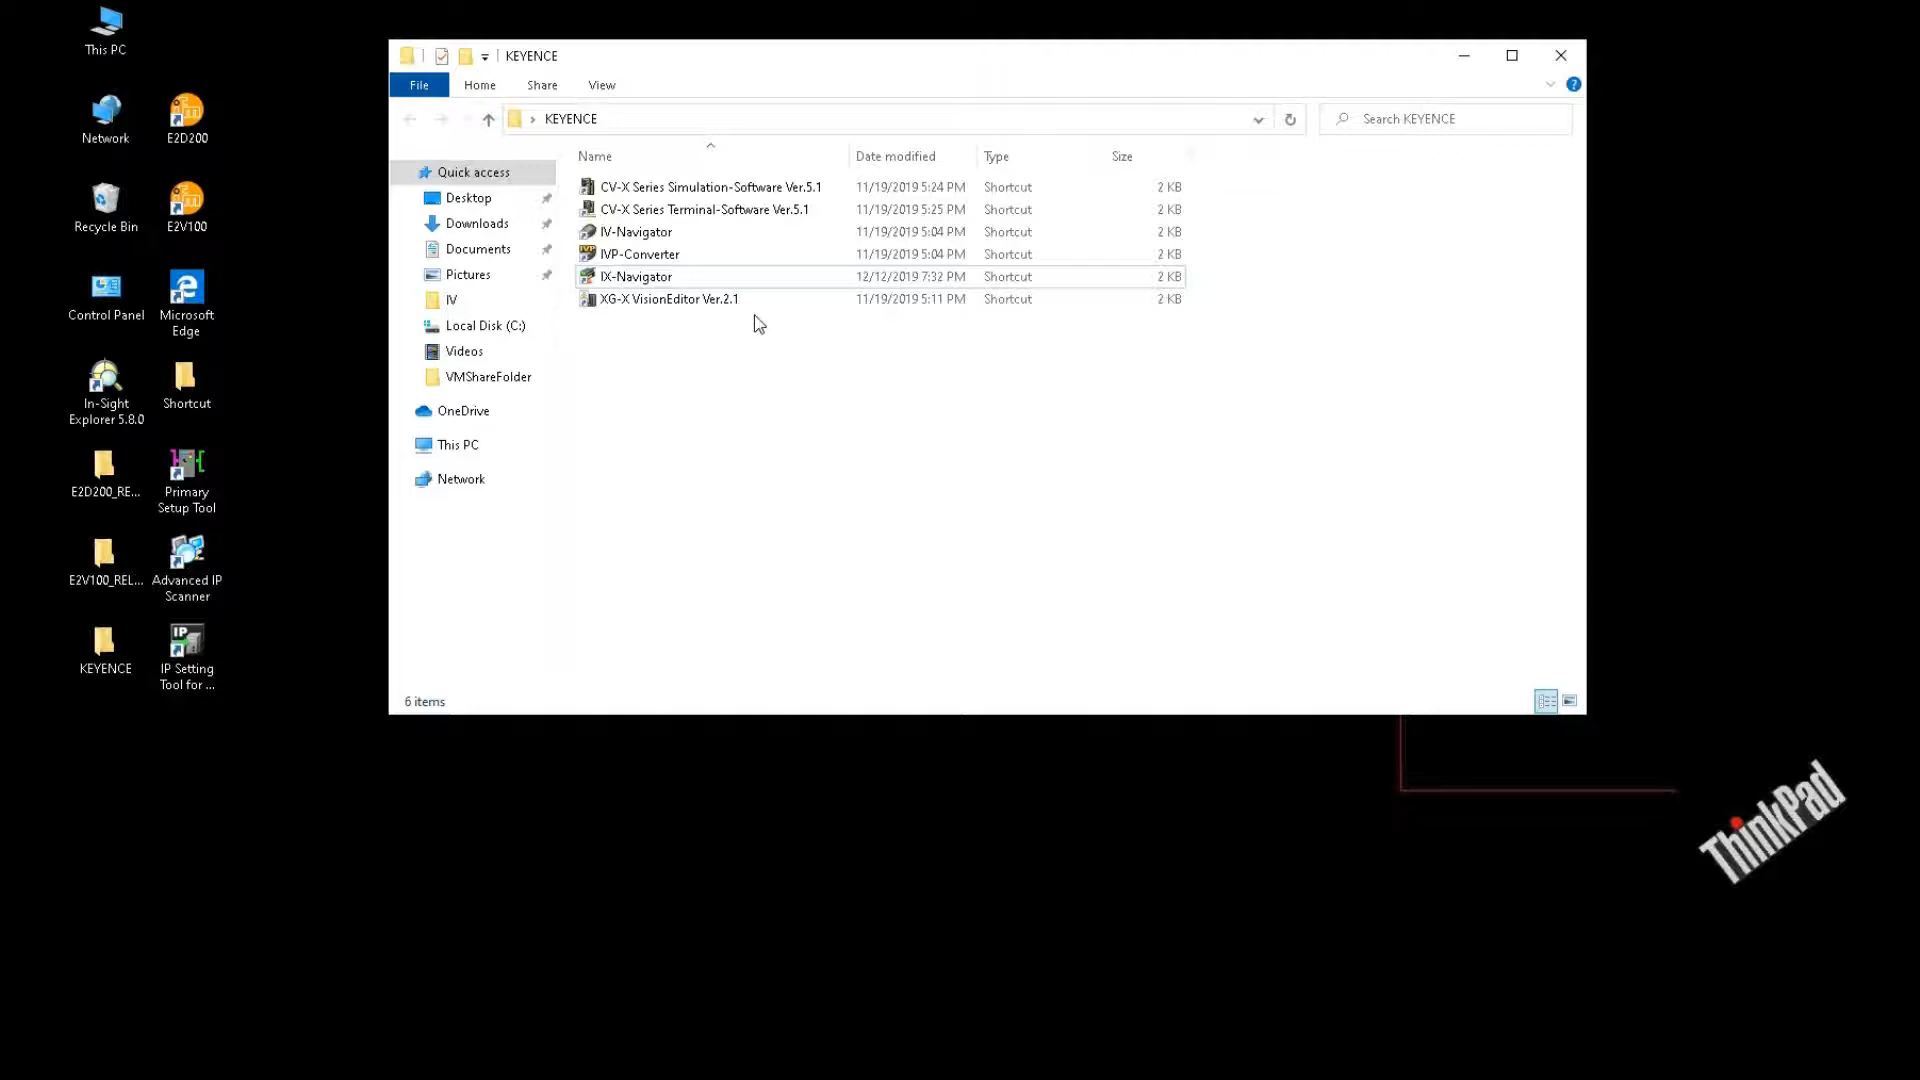 This PC
Network
E2D200
Recycle Bin
E2V100
Control Panel
Microsoft
Edge
In-Sight
Explorer 5.8.0
Shortcut
E2D200_RE...
Primary
Setup Tool
E2V100_REL...
Advanced IP
Scanner
KEYENCE
IP Setting
Tool for ...
KEYENCE
File Home Share View
KEYENCE
Search KEYENCE
Name Date modified Type Size
CV-X Series Simulation-Software Ver.5.1 11/19/2019 5:24 PM Shortcut 2 KB
CV-X Series Terminal-Software Ver.5.1 11/19/2019 5:25 PM Shortcut 2 KB
IV-Navigator 11/19/2019 5:04 PM Shortcut 2 KB
IVP-Converter 11/19/2019 5:04 PM Shortcut 2 KB
IX-Navigator 12/12/2019 7:32 PM Shortcut 2 KB
XG-X VisionEditor Ver.2.1 11/19/2019 5:11 PM Shortcut 2 KB
Quick access
Desktop
Downloads
Documents
Pictures
IV
Local Disk (C:)
Videos
VMShareFolder
OneDrive
This PC
Network
6 items
ThinkPad